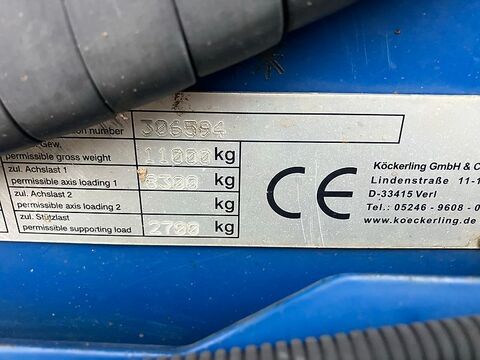 number 306594
Gew.
permissible gross weight 11000 kg
zul. Achslast 1
permissible axis loading 1 8300 kg
zul. Achslast 2
permissible axis loading 2 kg
zul. Stützlast
permissible supporting load 2700 kg
CE
Köckerling GmbH & C
Lindenstraße 11-1
D-33415 Verl
Tel.: 05246 - 9608 - 0
www.koeckerling.de